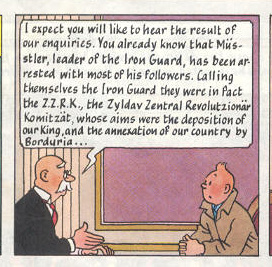 I expect you will like to hear the result of
our enquiries. You already know that Müs-
stler, leader of the Iron Guard, has been ar-
rested with most of his followers. Calling
themselves the Iron Guard they were in fact
the Z.Z.R.K., the Zyldav Zentral Revolutzionär
Komitzät, whose aims were the deposition of
our King, and the annexation of our country by
Borduria...